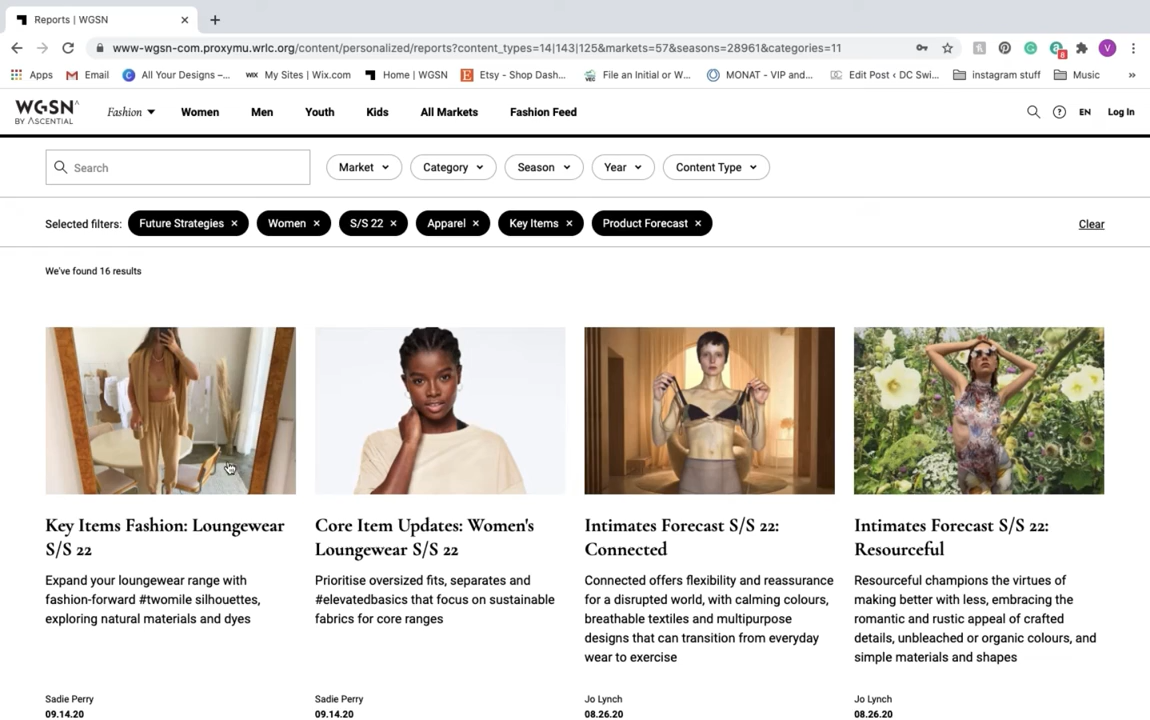 Reports | WGSN
www-wgsn-com.proxymu.wrlc.org/content/personalized/reports?content_types=14|143|125&markets=57&seasons=28961&categories=11
8
V
Apps Email All Your Designs –... WIX My Sites | Wix.com Home | WGSN E Etsy - Shop Dash... File an Initial or W... MONAT - VIP and... Edit Post ‹ DC Swi... instagram stuff Music »
WGSN Fashion Women Men Youth Kids All Markets Fashion Feed EN Log In
BY ASCENTIAL
Search Market Category Season Year Content Type
Selected filters: Future Strategies × Women × S/S 22 × Apparel × Key Items × Product Forecast × Clear
We've found 16 results
Key Items Fashion: Loungewear
S/S 22
Expand your loungewear range with
fashion-forward #twomile silhouettes,
exploring natural materials and dyes
Sadie Perry
09.14.20
Core Item Updates: Women's
Loungewear S/S 22
Prioritise oversized fits, separates and
#elevatedbasics that focus on sustainable
fabrics for core ranges
Sadie Perry
09.14.20
Intimates Forecast S/S 22:
Connected
Connected offers flexibility and reassurance
for a disrupted world, with calming colours,
breathable textiles and multipurpose
designs that can transition from everyday
wear to exercise
Jo Lynch
08.26.20
Intimates Forecast S/S 22:
Resourceful
Resourceful champions the virtues of
making better with less, embracing the
romantic and rustic appeal of crafted
details, unbleached or organic colours, and
simple materials and shapes
Jo Lynch
08.26.20